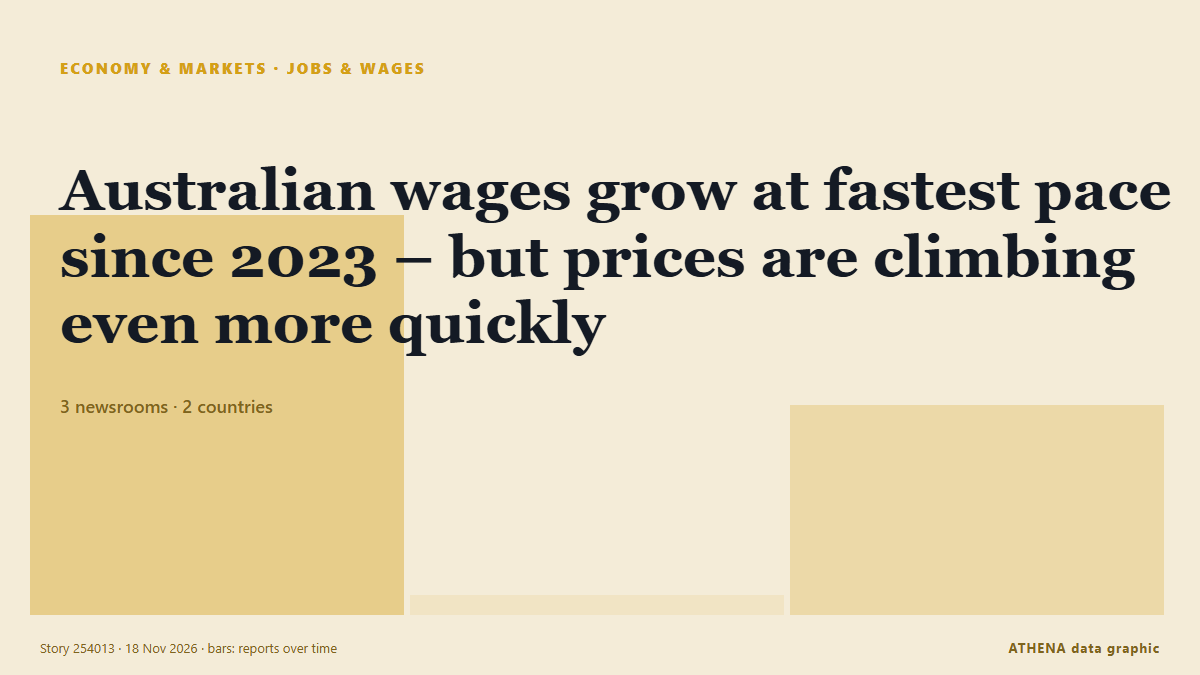 ECONOMY & MARKETS · JOBS & WAGES
Australian wages grow at fastest pace
since 2023 – but prices are climbing
even more quickly
3 newsrooms · 2 countries
Story 254013 · 18 Nov 2026 · bars: reports over time
ATHENA data graphic